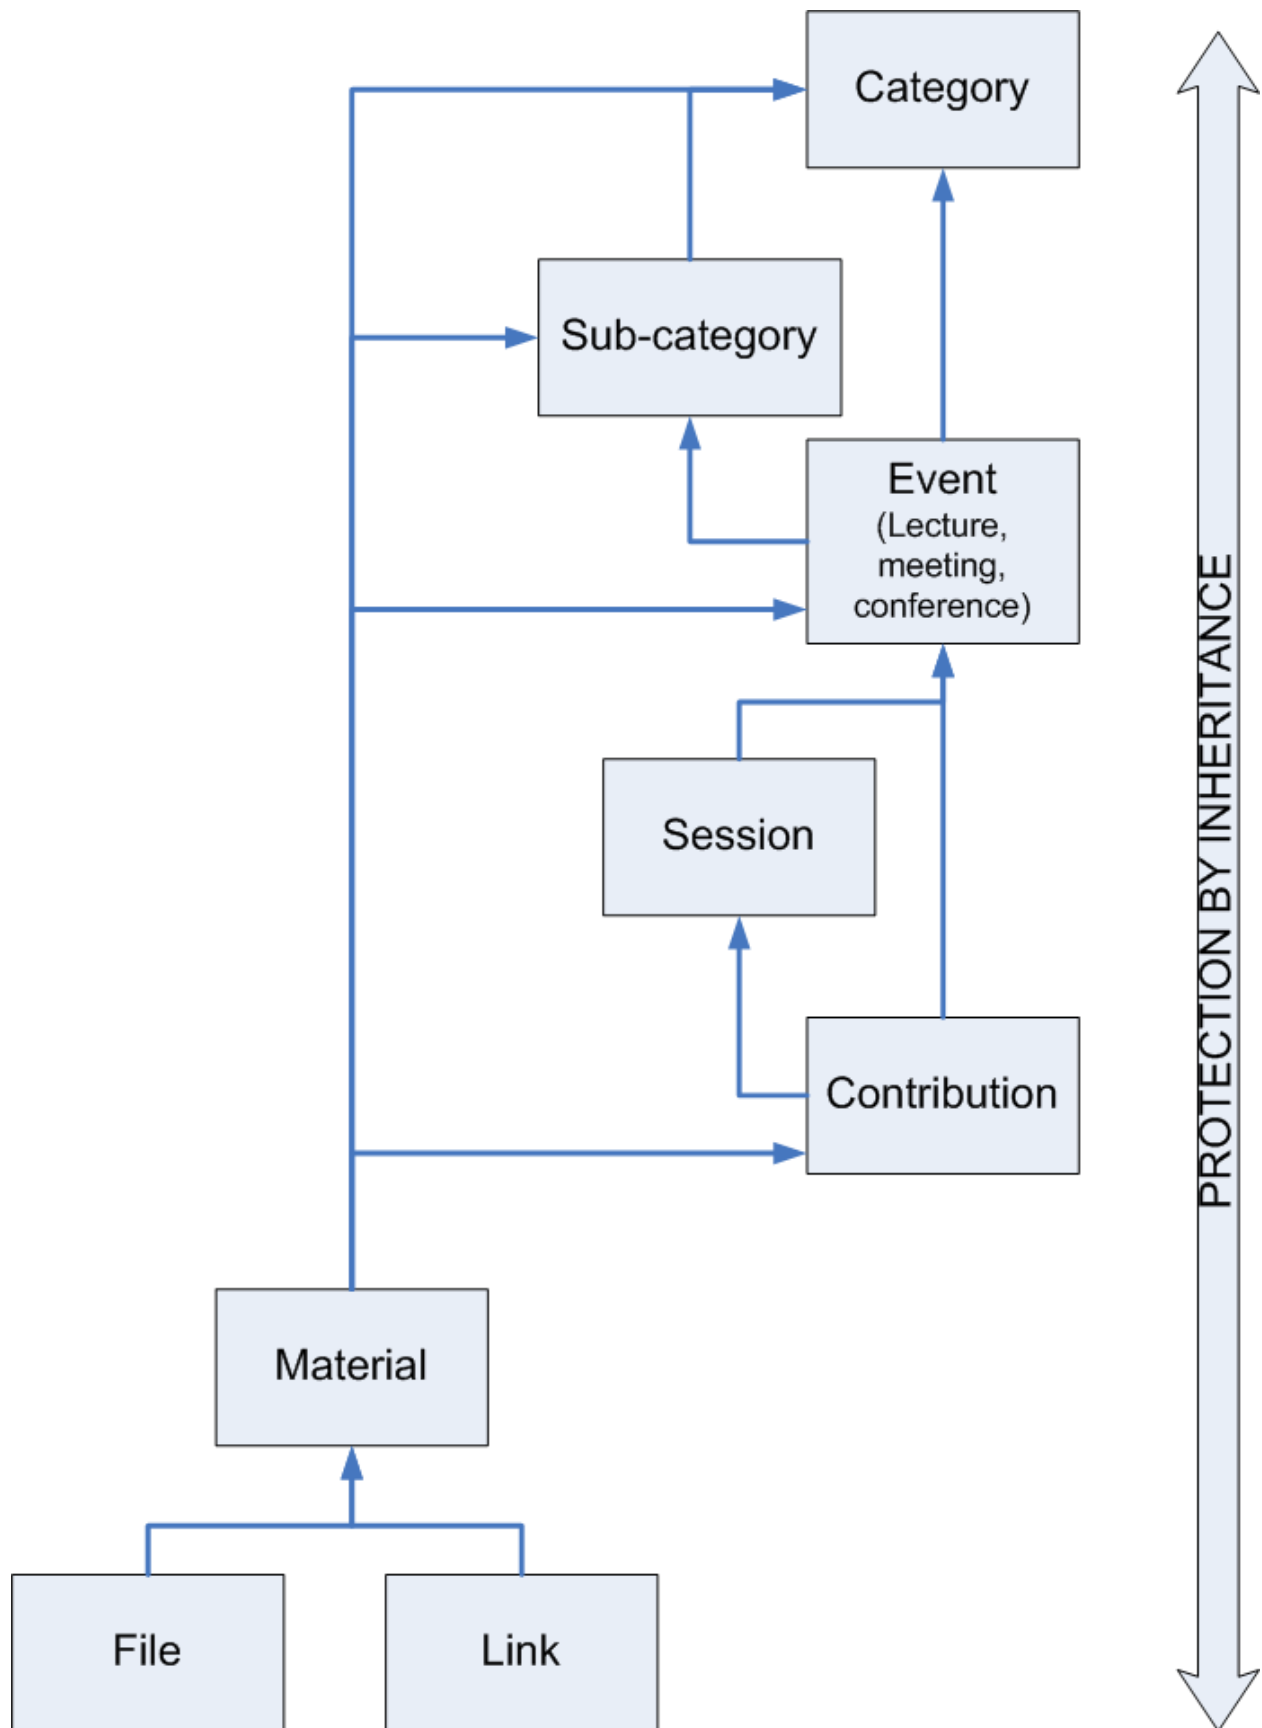 Category
Sub-category
Event
(Lecture,
meeting,
conference)
Session
Contribution
Material
File
Link
PROTECTION BY INHERITANCE